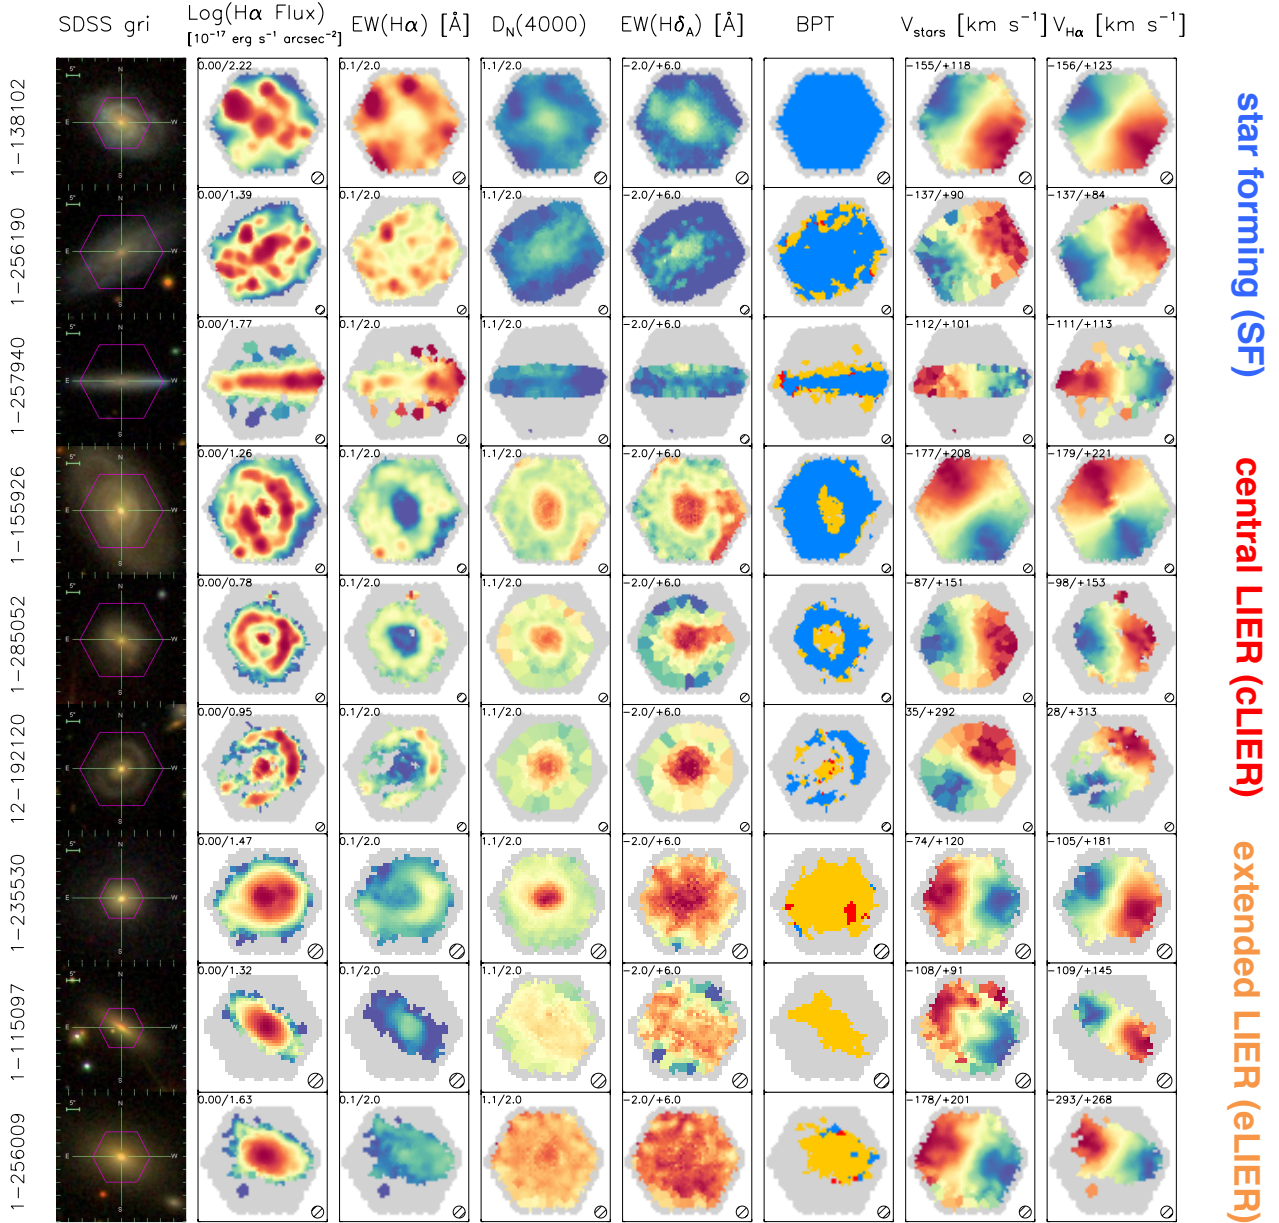 SDSS gri Log(Hα Flux) EW(Hα) [Å] D_N(4000) EW(Hδ_A) [Å] BPT V_stars [km s⁻¹] V_Hα [km s⁻¹]
[10⁻¹⁷ erg s⁻¹ arcsec⁻²]
1-138102
5" N E W S
0.00/2.22 0.1/2.0 1.1/2.0 -2.0/+6.0 -155/+118 -156/+123
1-256190
5" N E W S
0.00/1.39 0.1/2.0 1.1/2.0 -2.0/+6.0 -137/+90 -137/+84
1-257940
5" N E W S
0.00/1.77 0.1/2.0 1.1/2.0 -2.0/+6.0 -112/+101 -111/+113
star forming (SF)
1-155926
5" N E W S
0.00/1.26 0.1/2.0 1.1/2.0 -2.0/+6.0 -177/+208 -179/+221
1-285052
5" N E W S
0.00/0.78 0.1/2.0 1.1/2.0 -2.0/+6.0 -87/+151 -98/+153
12-192120
5" N E W S
0.00/0.95 0.1/2.0 1.1/2.0 -2.0/+6.0 35/+292 28/+313
central LIER (cLIER)
1-235530
5" N E W S
0.00/1.47 0.1/2.0 1.1/2.0 -2.0/+6.0 -74/+120 -105/+181
1-115097
5" N E W S
0.00/1.32 0.1/2.0 1.1/2.0 -2.0/+6.0 -108/+91 -109/+145
1-256009
5" N E W S
0.00/1.63 0.1/2.0 1.1/2.0 -2.0/+6.0 -178/+201 -293/+268
extended LIER (eLIER)